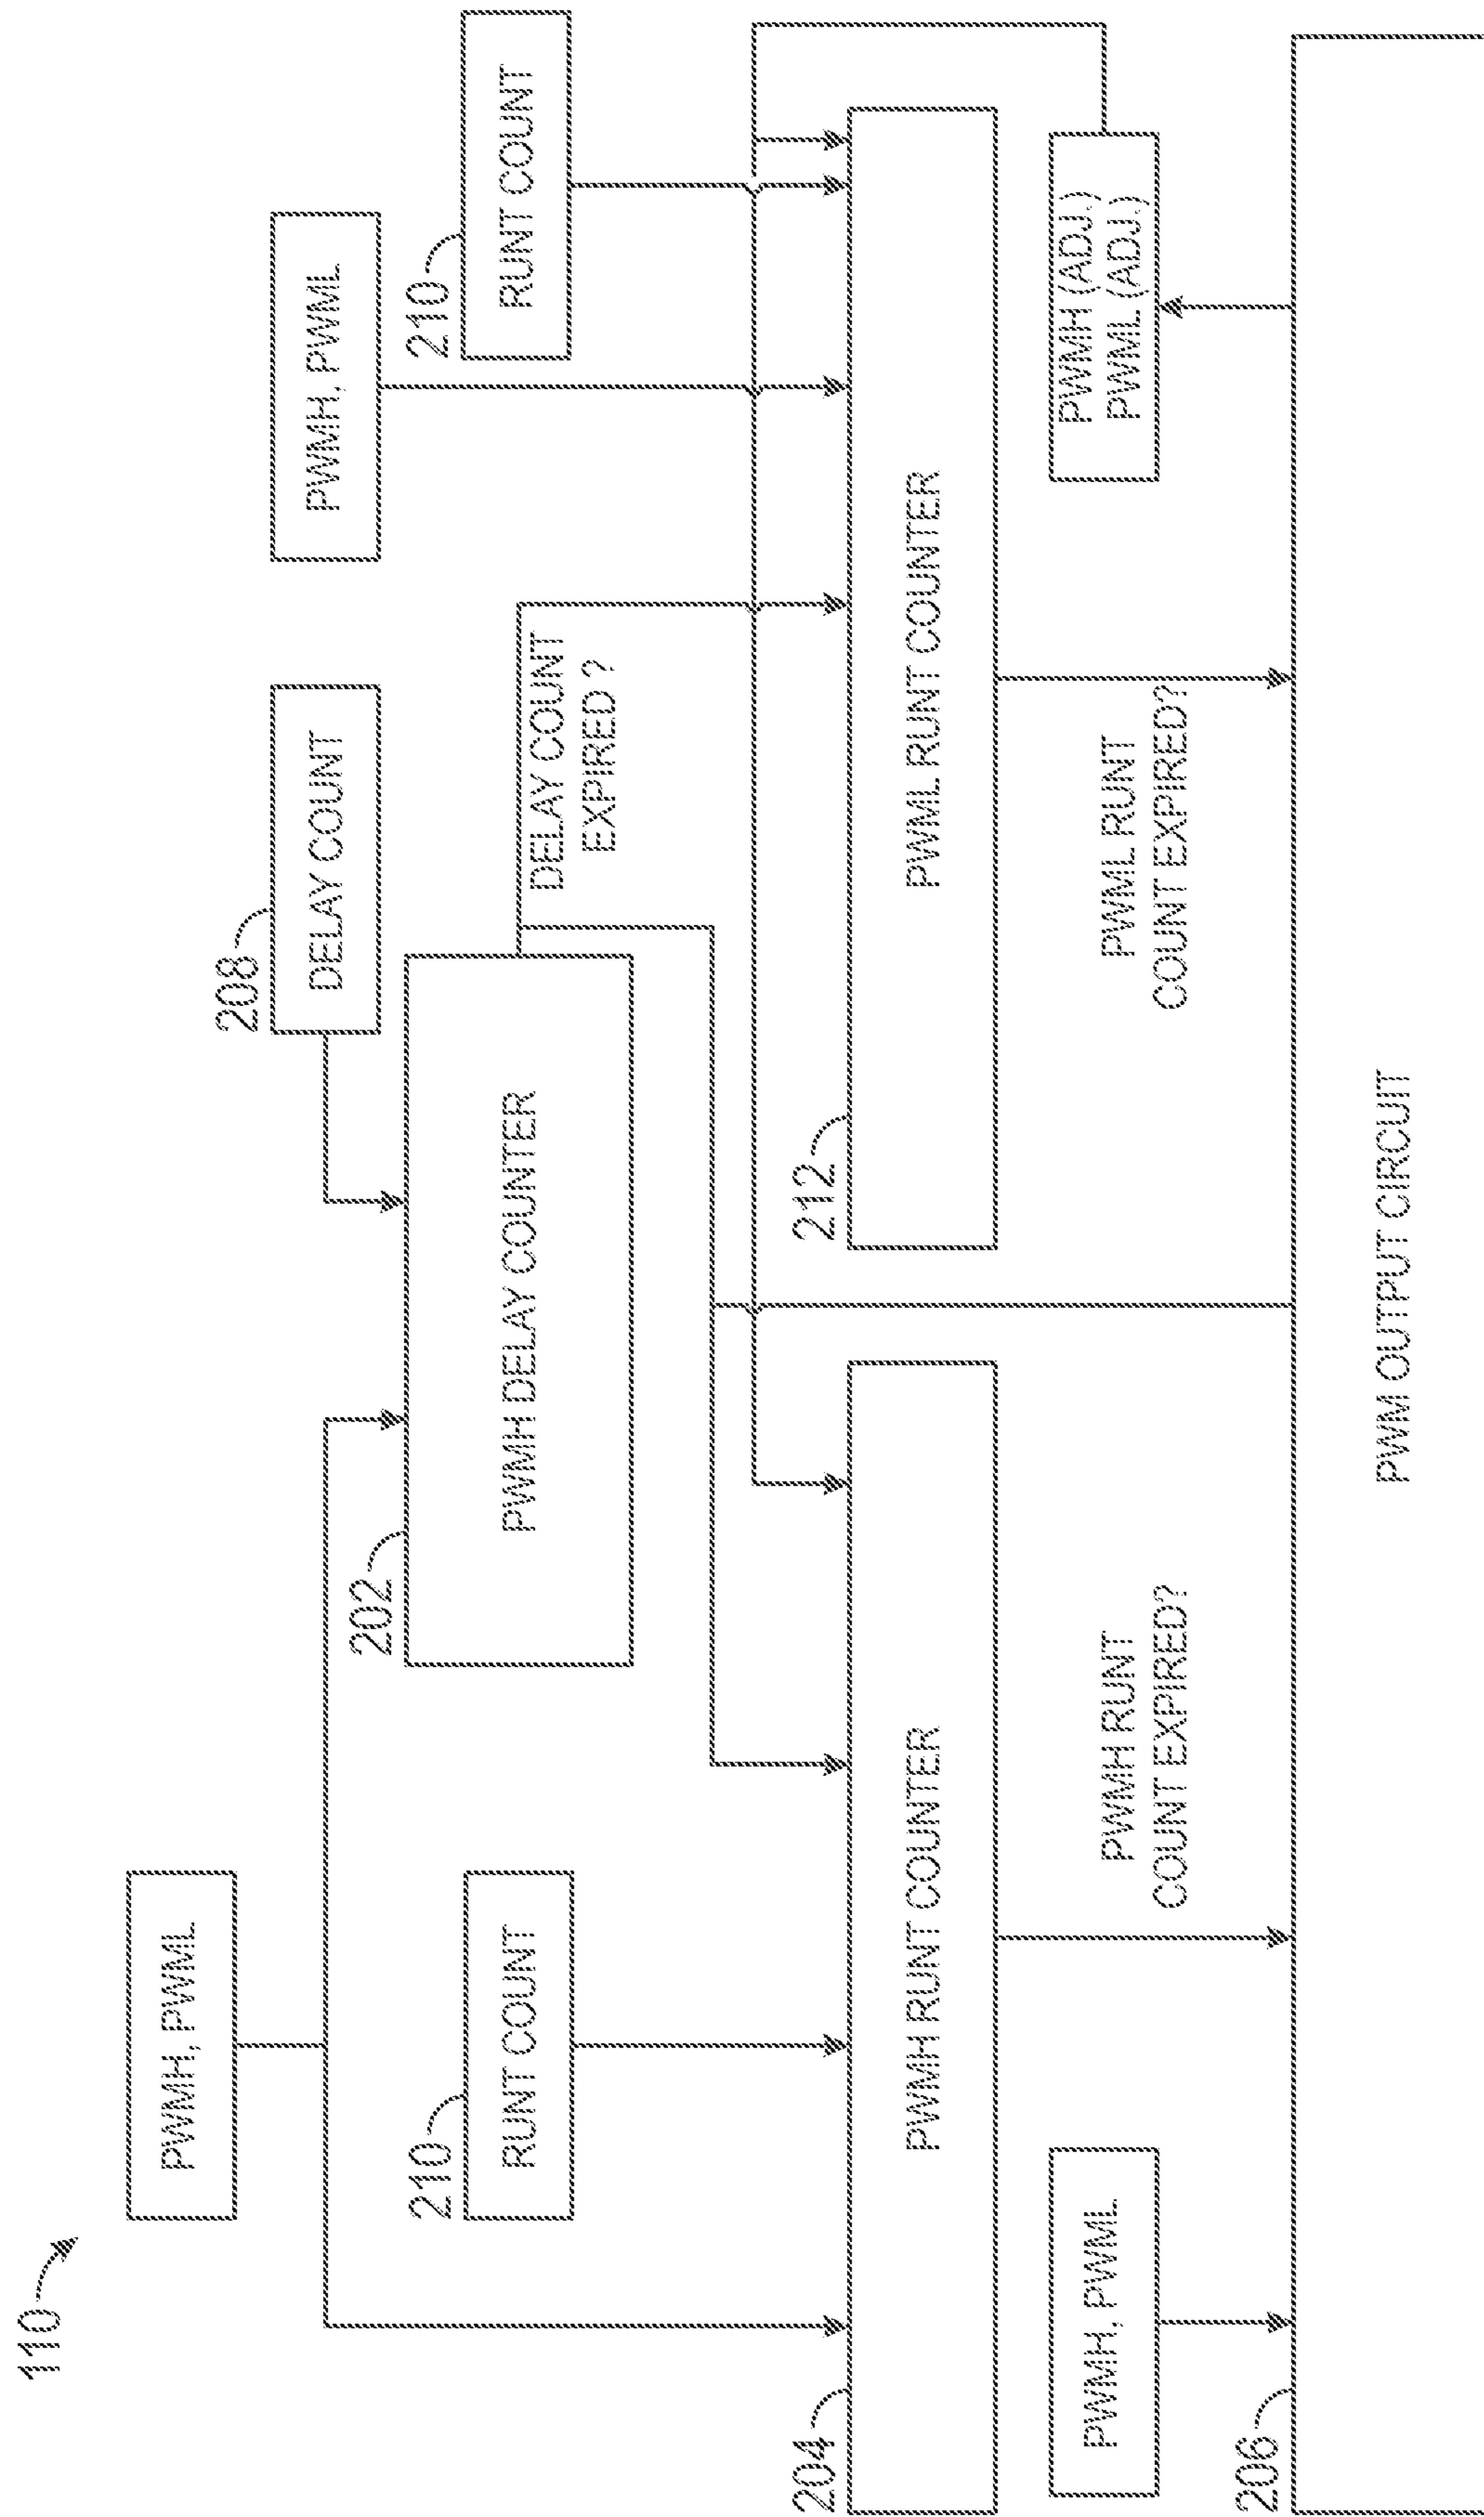 110
PWMH, PWML
208
DELAY COUNT
PWMH, PWML
210
RUNT COUNT
202
PWMH DELAY COUNTER
210
RUNT COUNT
DELAY COUNT
EXPIRED ?
204
PWMH RUNT COUNTER
212
PWML RUNT COUNTER
PWMH, PWML
PWMH RUNT
COUNT EXPIRED?
PWML RUNT
COUNT EXPIRED?
PWMH (ADJ.)
PWML (ADJ.)
206
PWM OUTPUT CIRCUIT